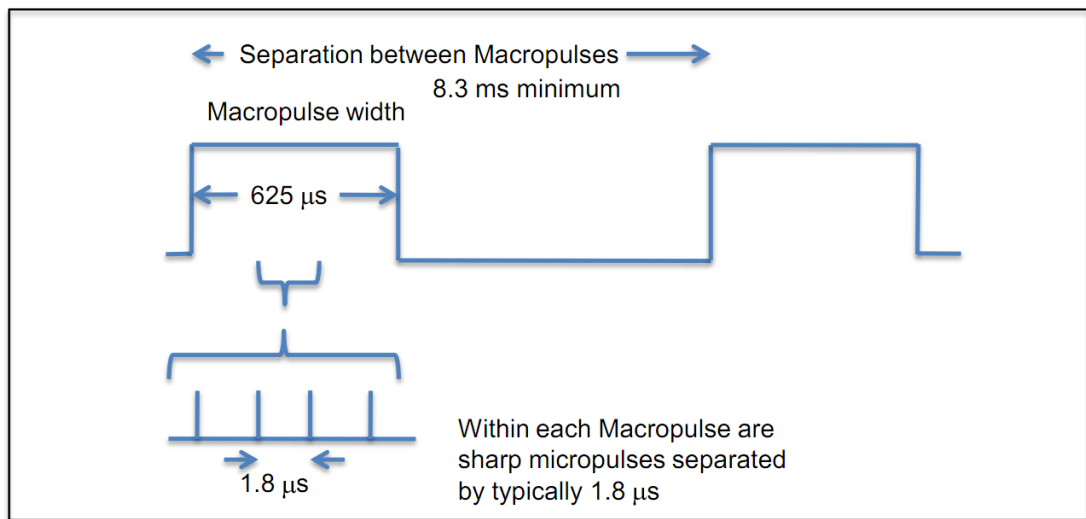 Separation between Macropulses
8.3 ms minimum
Macropulse width
625 μs
1.8 μs
Within each Macropulse are
sharp micropulses separated
by typically 1.8 μs